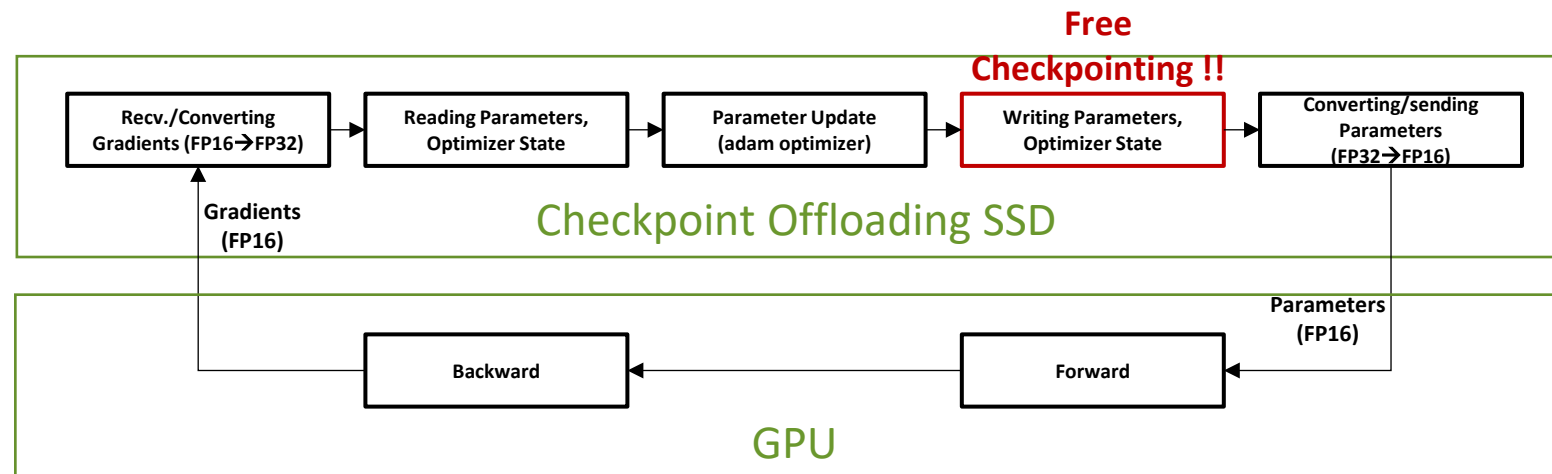 Free
Checkpointing !!
Recv./Converting
Gradients (FP16→FP32)
Reading Parameters,
Optimizer State
Parameter Update
(adam optimizer)
Writing Parameters,
Optimizer State
Converting/sending
Parameters
(FP32→FP16)
Gradients
(FP16)
Checkpoint Offloading SSD
Parameters
(FP16)
Backward
Forward
GPU